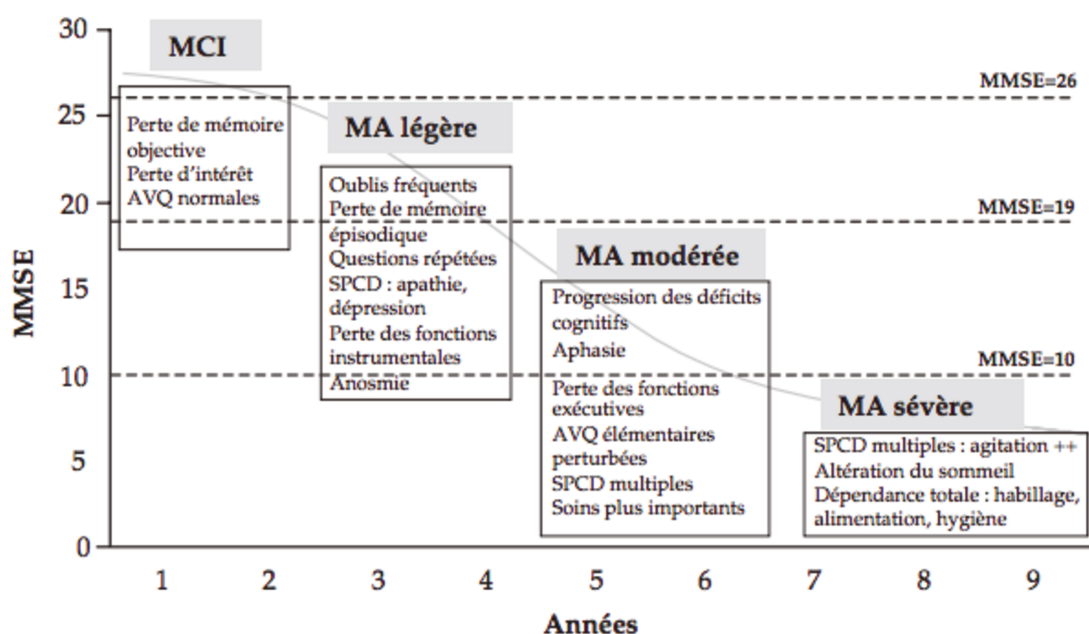 30
MCI
MMSE=26
25
MA légère
Perte de mémoire
objective
Perte d'intérêt
AVQ normales
20
Oublis fréquents
Perte de mémoire
épisodique
Questions répétées
SPCD : apathie,
dépression
Perte des fonctions
instrumentales
Anosmie
MMSE=19
MA modérée
15
Progression des déficits
cognitifs
Aphasie
Perte des fonctions
exécutives
AVQ élémentaires
perturbées
SPCD multiples
Soins plus importants
MMSE=10
10
MA sévère
SPCD multiples : agitation ++
Altération du sommeil
Dépendance totale : habillage,
alimentation, hygiène
5
0
MMSE
1 2 3 4 5 6 7 8 9
Années